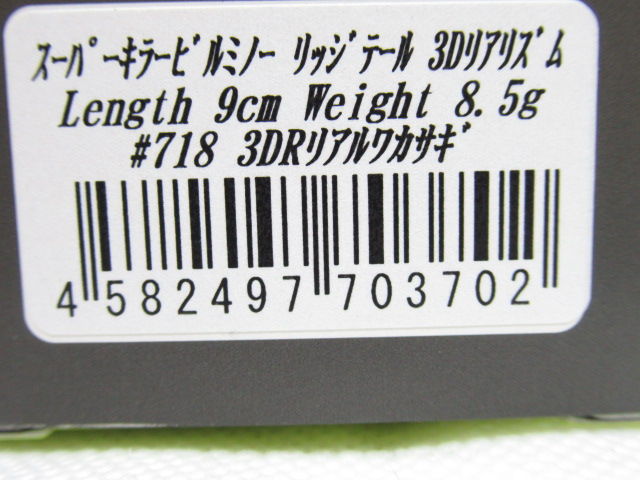 ｽｰﾊﾟｰｷﾗｰﾋﾞﾙﾐﾉｰ ﾘｯｼﾞﾃｰﾙ 3Dﾘｱﾘｽﾞﾑ
Length 9cm Weight 8.5g
#718 3DRﾘｱﾙﾜｶｻｷﾞ
4 582497 703702